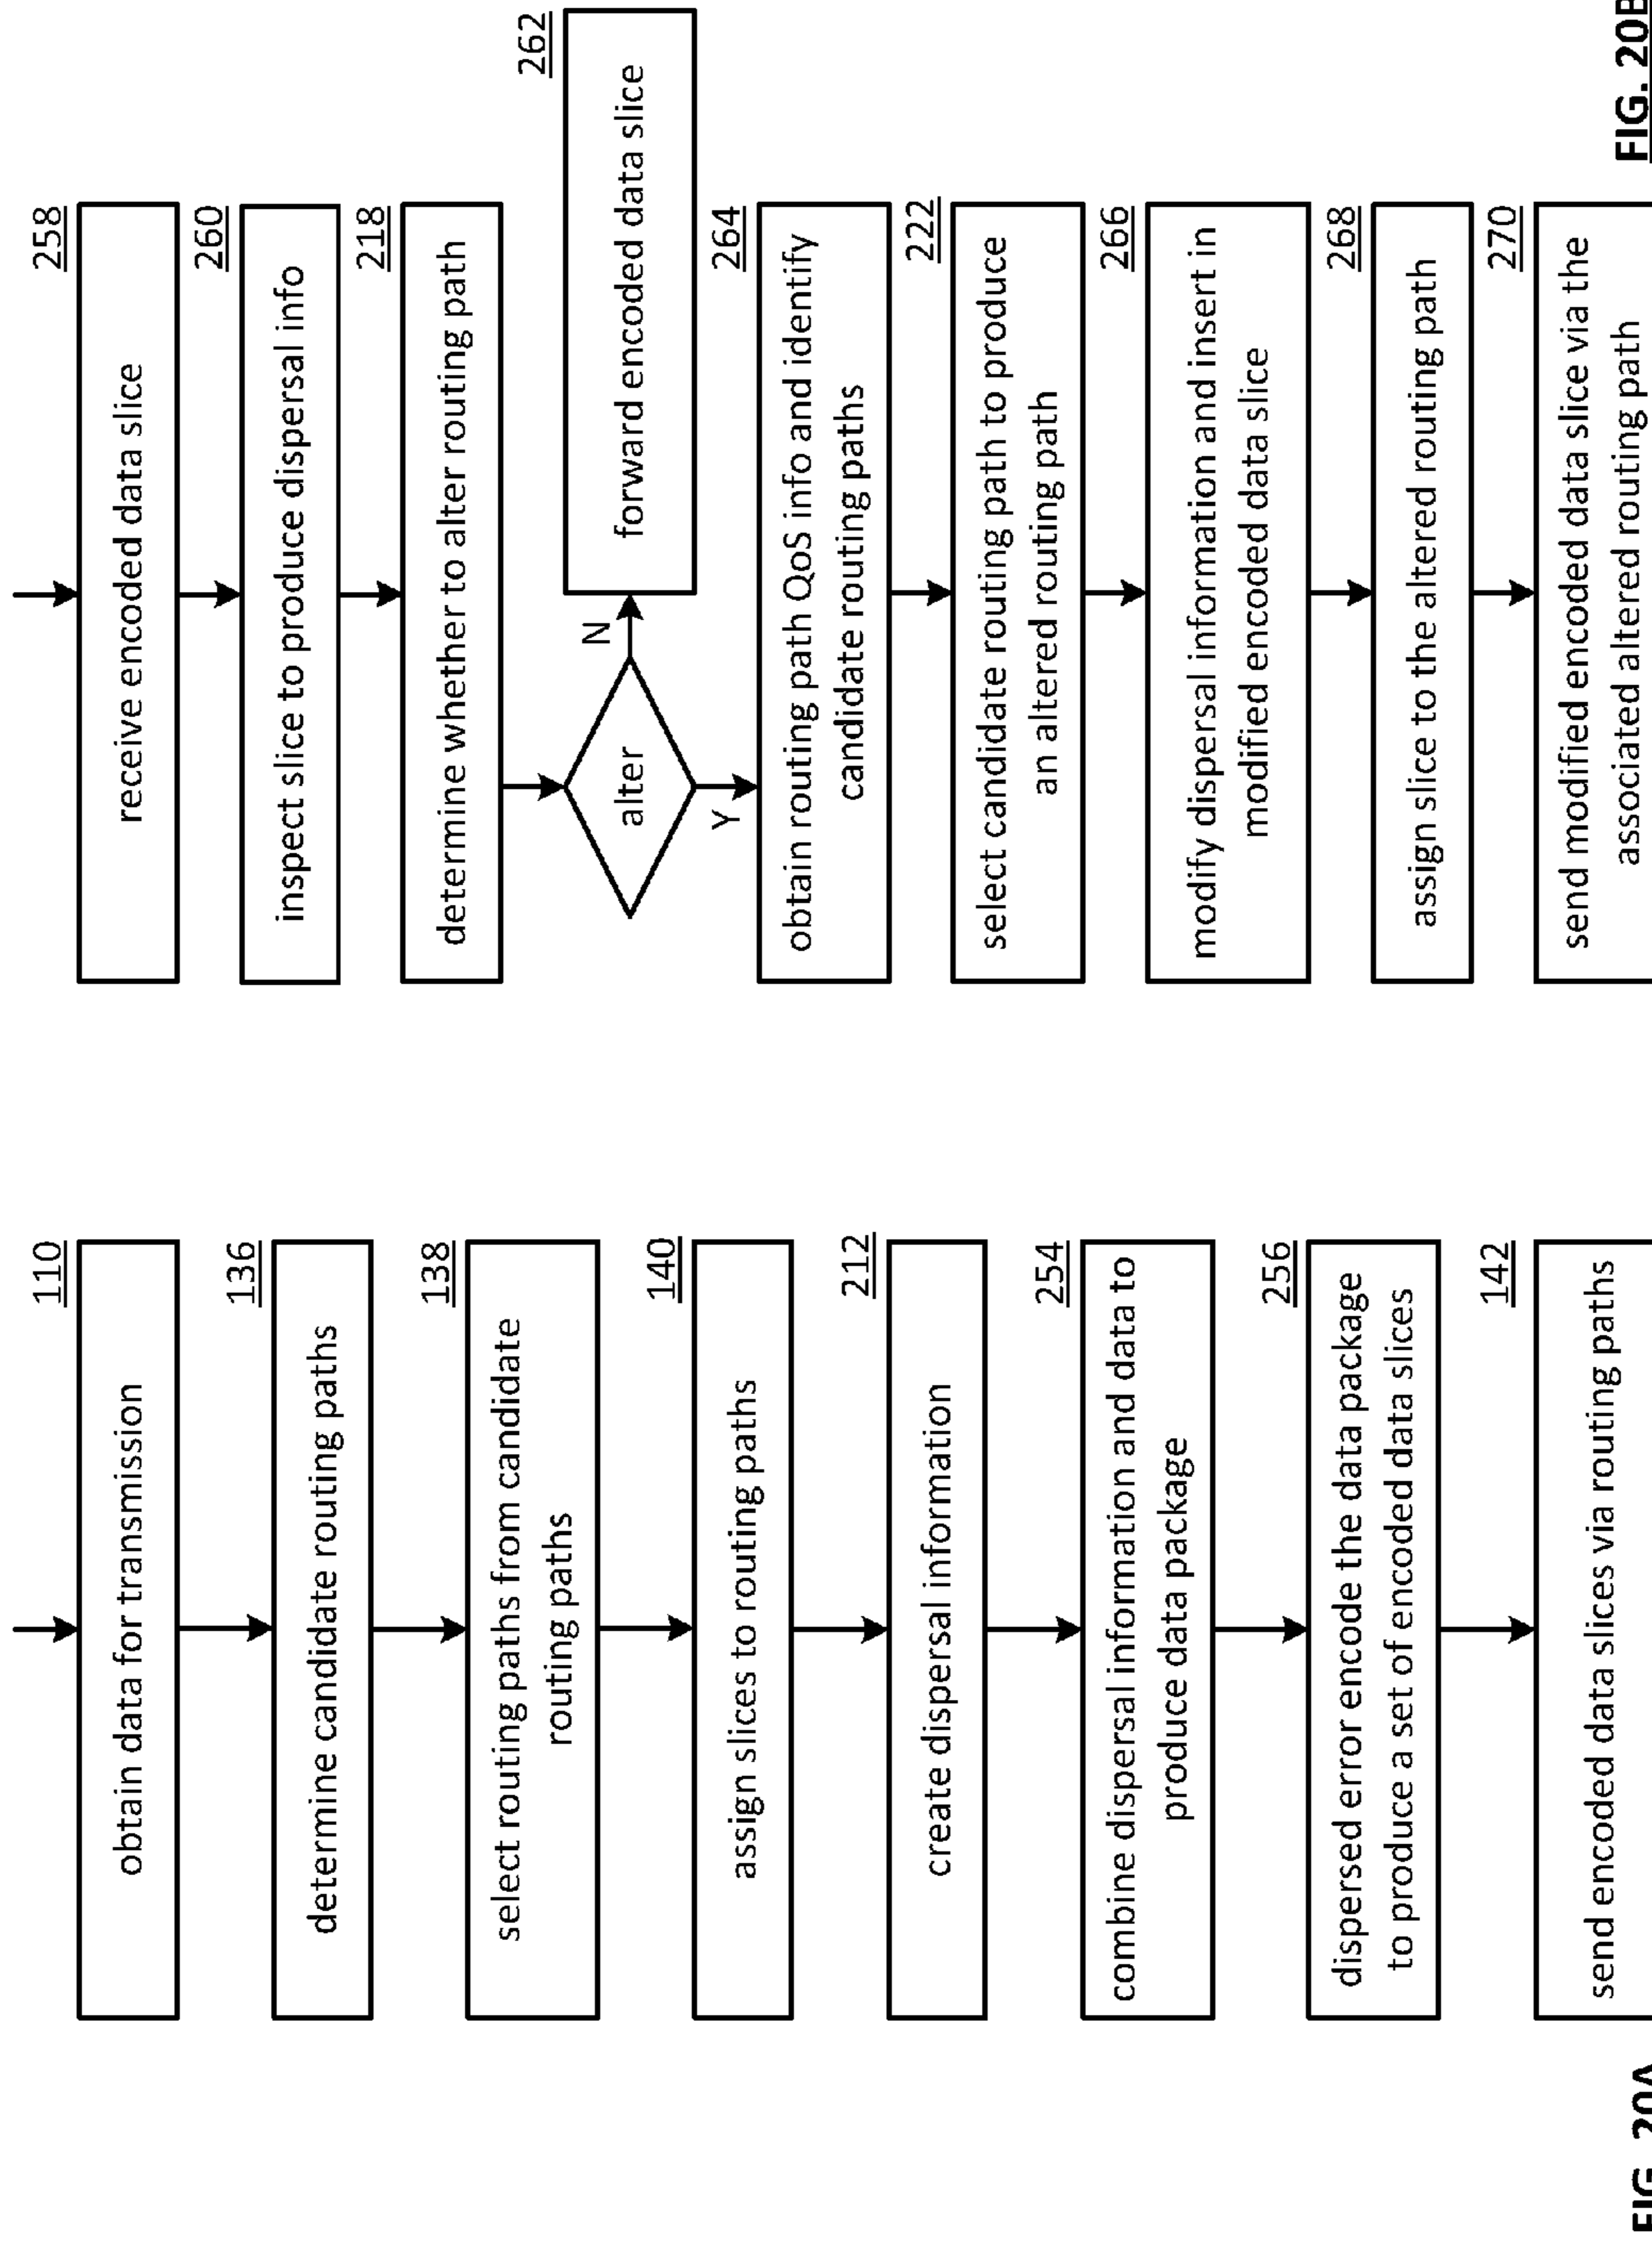 110
obtain data for transmission
136
determine candidate routing paths
138
select routing paths from candidate
routing paths
140
assign slices to routing paths
212
create dispersal information
254
combine dispersal information and data to
produce data package
256
dispersed error encode the data package
to produce a set of encoded data slices
142
send encoded data slices via routing paths
FIG. 20A
258
receive encoded data slice
260
inspect slice to produce dispersal info
218
determine whether to alter routing path
alter
N
262
forward encoded data slice
Y
264
obtain routing path QoS info and identify
candidate routing paths
222
select candidate routing path to produce
an altered routing path
266
modify dispersal information and insert in
modified encoded data slice
268
assign slice to the altered routing path
270
send modified encoded data slice via the
associated altered routing path
FIG. 20B